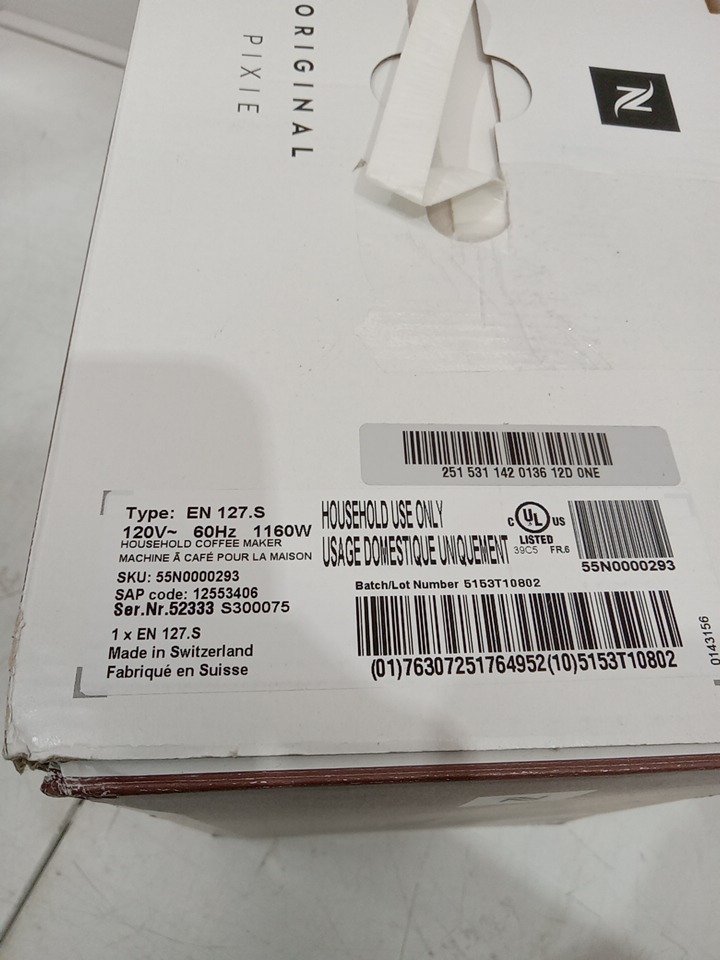 ORIGINAL
PIXIE
N
251 531 142 0136 12D 0NE
Type: EN 127.S
120V~ 60Hz 1160W
HOUSEHOLD COFFEE MAKER
MACHINE À CAFÉ POUR LA MAISON
SKU: 55N0000293
SAP code: 12553406
Ser.Nr.52333 S300075
1 x EN 127.S
Made in Switzerland
Fabriqué en Suisse
HOUSEHOLD USE ONLY
USAGE DOMESTIQUE UNIQUEMENT
C UL US
LISTED
39C5 FR.6
55N0000293
Batch/Lot Number 5153T10802
(01)76307251764952(10)5153T10802
0143156